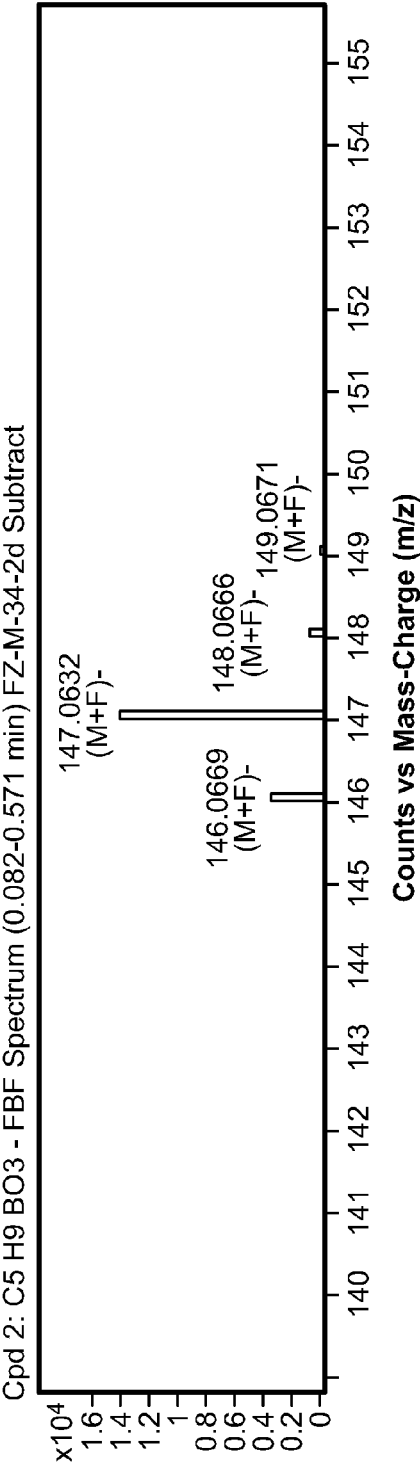 Cpd 2: C5 H9 BO3 - FBF Spectrum (0.082-0.571 min) FZ-M-34-2d Subtract
x10⁴
1.6
1.4
1.2
1
0.8
0.6
0.4
0.2
0
147.0632
(M+F)-
146.0669
(M+F)-
148.0666
(M+F)-
149.0671
(M+F)-
140 141 142 143 144 145 146 147 148 149 150 151 152 153 154 155
Counts vs Mass-Charge (m/z)